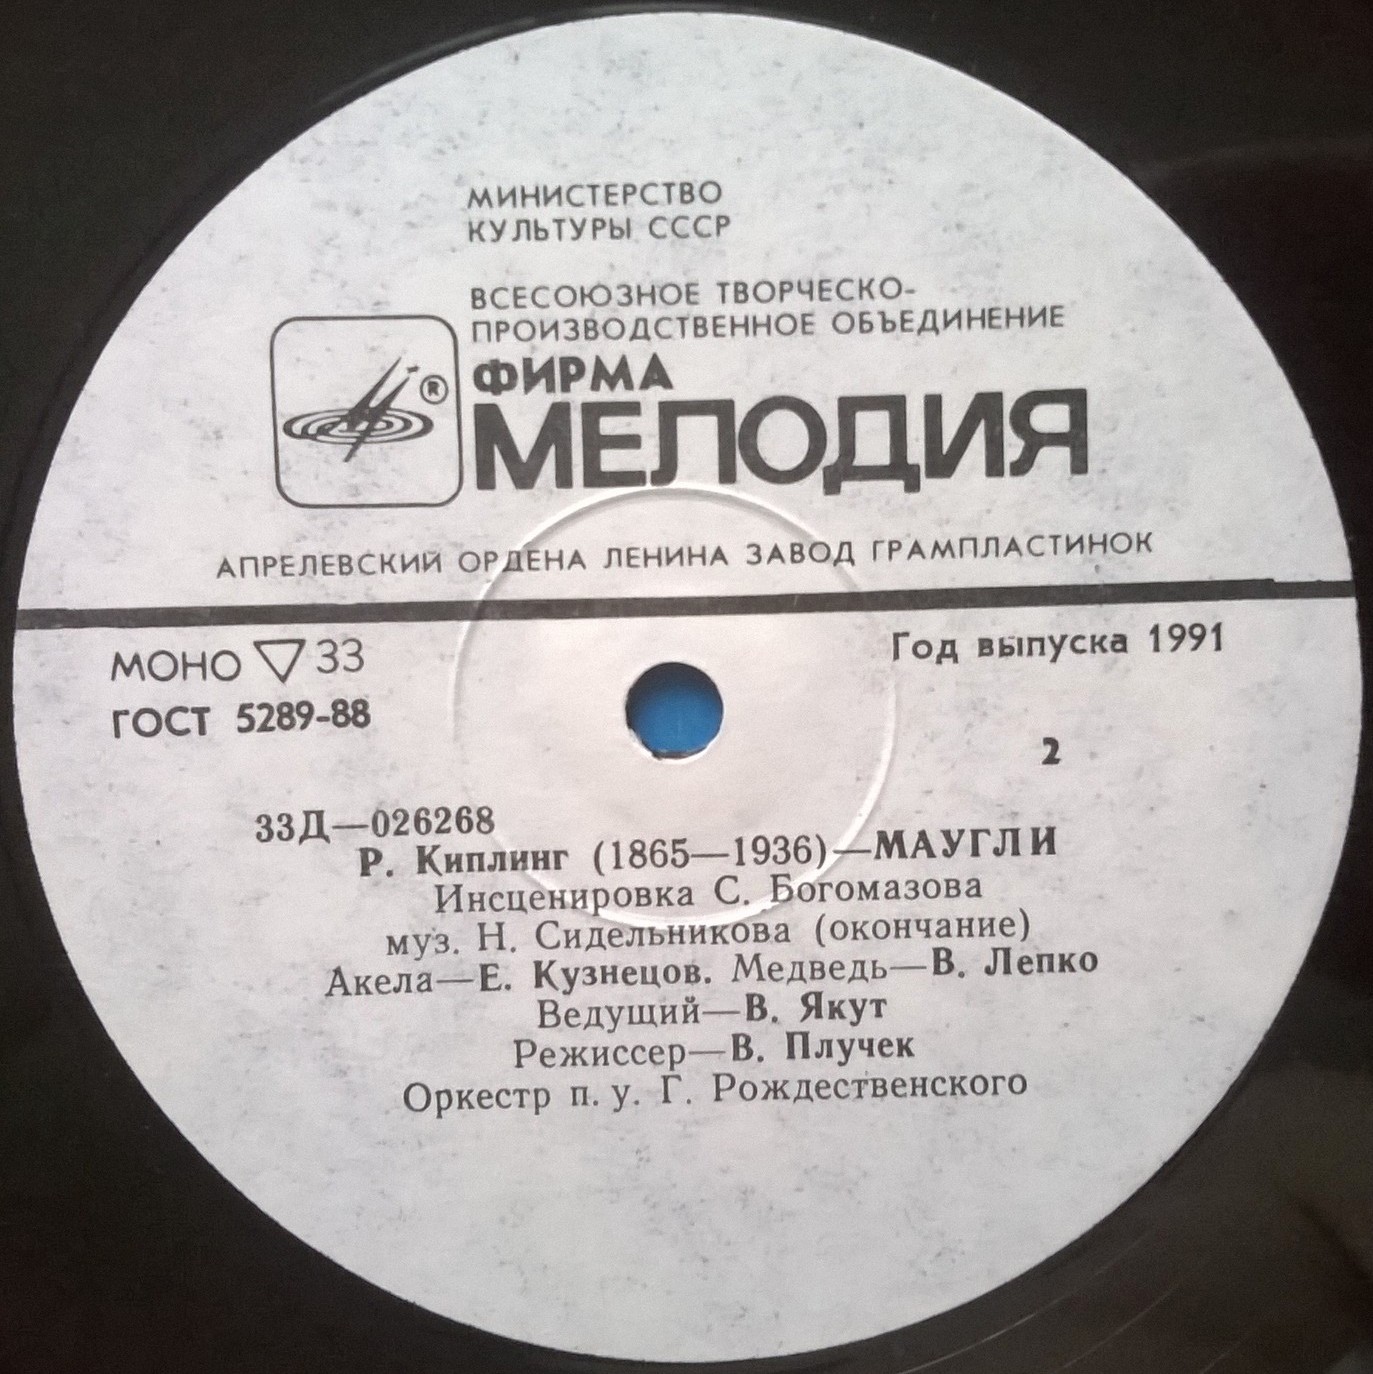 МИНИСТЕРСТВО
КУЛЬТУРЫ СССР
ВСЕСОЮЗНОЕ ТВОРЧЕСКО-
ПРОИЗВОДСТВЕННОЕ ОБЪЕДИНЕНИЕ
ФИРМА
®
МЕЛОДИЯ
АПРЕЛЕВСКИЙ ОРДЕНА ЛЕНИНА ЗАВОД ГРАМПЛАСТИНОК
МОНО ▽ 33
Год выпуска 1991
ГОСТ 5289-88
2
33Д—026268
Р. Киплинг (1865—1936)—МАУГЛИ
Инсценировка С. Богомазова
муз. Н. Сидельникова (окончание)
Акела—Е. Кузнецов. Медведь—В. Лепко
Ведущий—В. Якут
Режиссер—В. Плучек
Оркестр п. у. Г. Рождественского